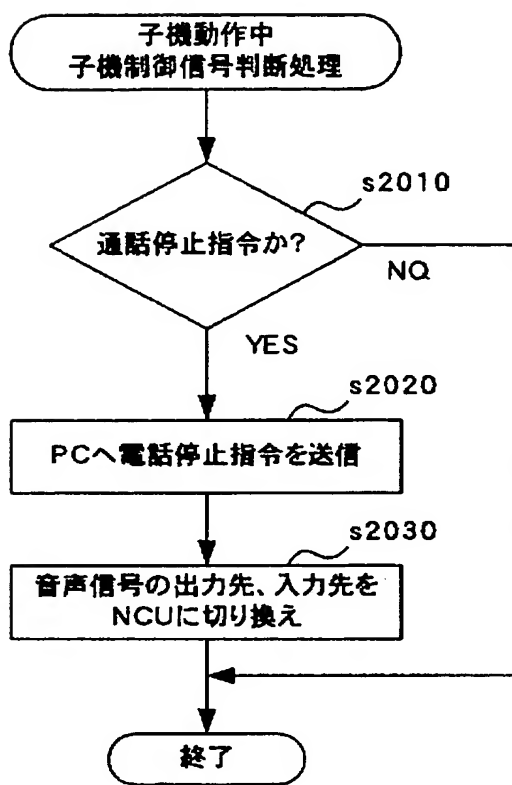 子機動作中
子機制御信号判断処理
s2010
通話停止指令か?
NO
YES
s2020
PCへ電話停止指令を送信
s2030
音声信号の出力先、入力先を
NCUに切り換え
終了